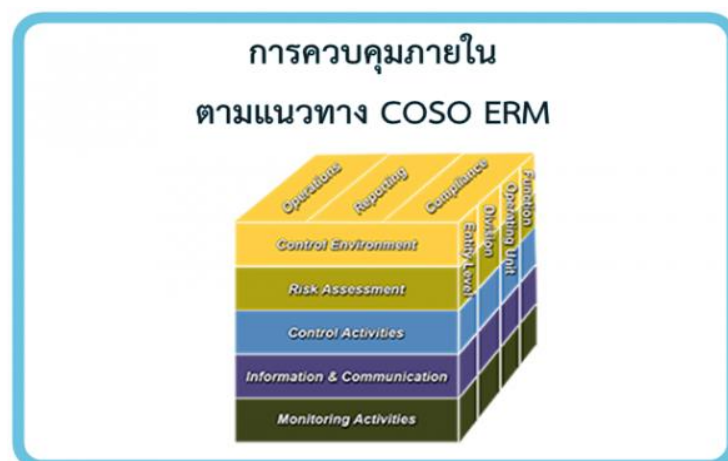 การควบคุมภายใน
ตามแนวทาง COSO ERM
Operations
Reporting
Compliance
Control Environment
Risk Assessment
Control Activities
Information & Communication
Monitoring Activities
Entity Level
Division
Operating Unit
Function